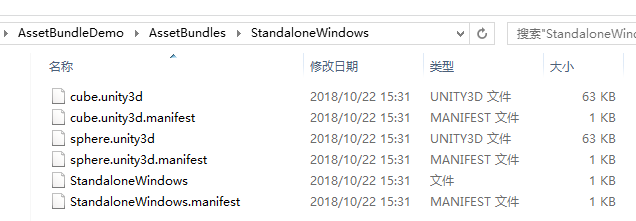 AssetBundleDemo AssetBundles StandaloneWindows 搜索"StandaloneWind
名称 修改日期 类型 大小
cube.unity3d 2018/10/22 15:31 UNITY3D 文件 63 KB
cube.unity3d.manifest 2018/10/22 15:31 MANIFEST 文件 1 KB
sphere.unity3d 2018/10/22 15:31 UNITY3D 文件 63 KB
sphere.unity3d.manifest 2018/10/22 15:31 MANIFEST 文件 1 KB
StandaloneWindows 2018/10/22 15:31 文件 1 KB
StandaloneWindows.manifest 2018/10/22 15:31 MANIFEST 文件 1 KB